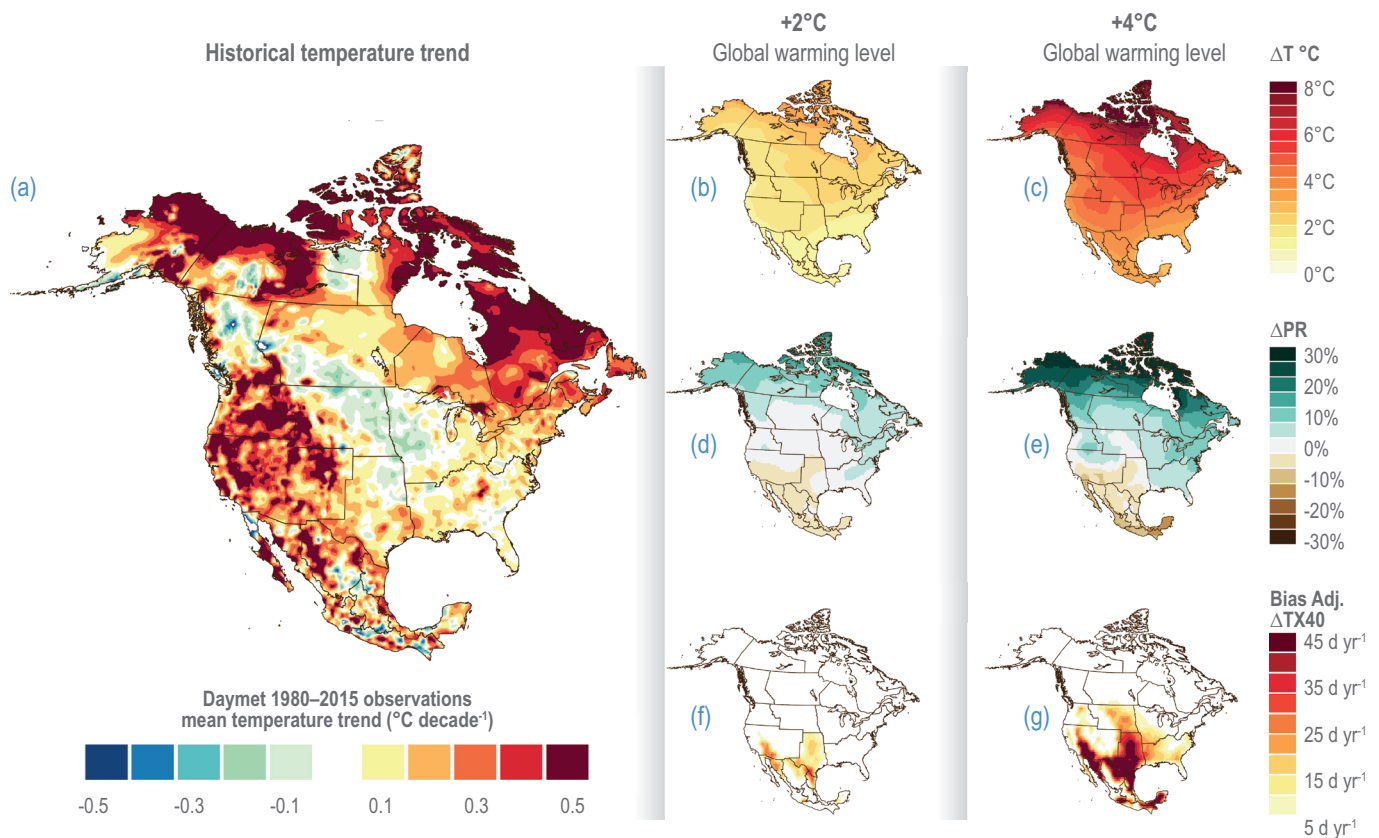 Historical temperature trend
+2°C
Global warming level
+4°C
Global warming level
ΔT °C
8°C
6°C
4°C
2°C
0°C
(a)
(b)
(c)
ΔPR
30%
20%
10%
0%
-10%
-20%
-30%
(d)
(e)
Bias Adj.
ΔTX40
45 d yr-1
35 d yr-1
25 d yr-1
15 d yr-1
5 d yr-1
(f)
(g)
Daymet 1980–2015 observations
mean temperature trend (°C decade-1)
-0.5 -0.3 -0.1 0.1 0.3 0.5